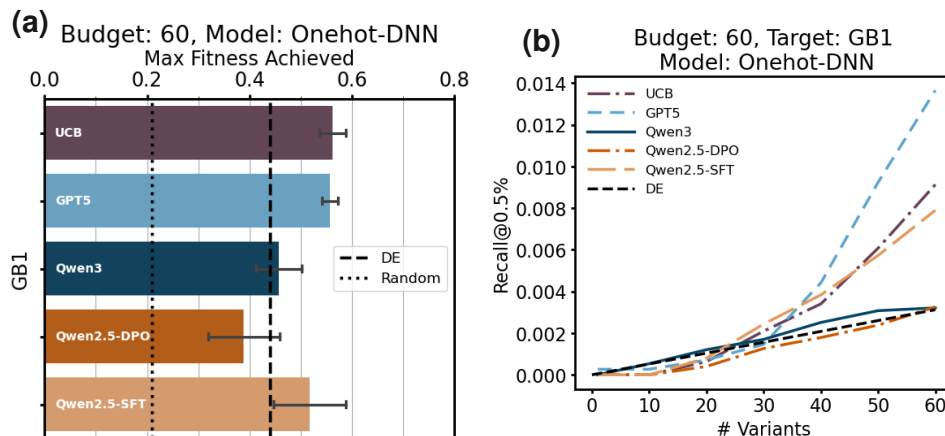 (a)
Budget: 60, Model: Onehot-DNN
Max Fitness Achieved
0.0 0.2 0.4 0.6 0.8
GB1
UCB
GPT5
Qwen3
Qwen2.5-DPO
Qwen2.5-SFT
DE
Random
(b)
Budget: 60, Target: GB1
Model: Onehot-DNN
Recall@0.5%
0.014
0.012
0.010
0.008
0.006
0.004
0.002
0.000
UCB
GPT5
Qwen3
Qwen2.5-DPO
Qwen2.5-SFT
DE
0 10 20 30 40 50 60
# Variants